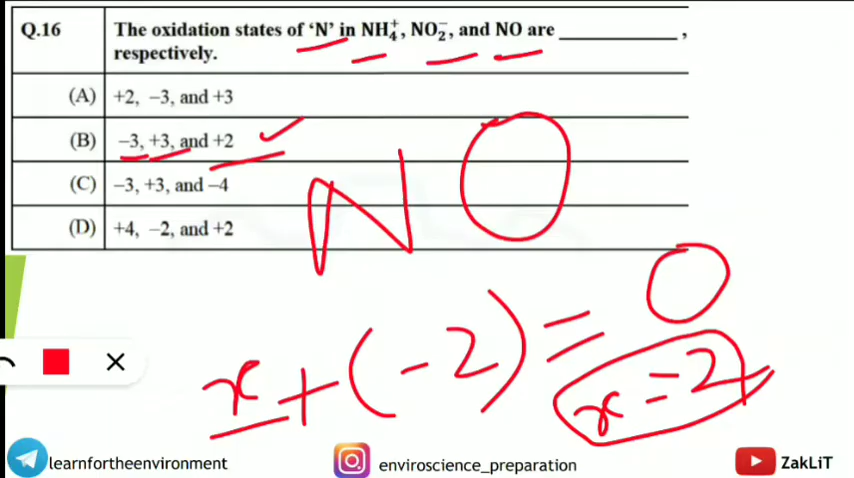 Q.16 The oxidation states of ‘N’ in NH₄⁺, NO₂⁻, and NO are ____________,
respectively.
(A) +2, −3, and +3
(B) −3, +3, and +2
(C) −3, +3, and −4
(D) +4, −2, and +2
NO
x+(-2)=0
x=2
learnfortheenvironment
enviroscience_preparation
ZakLiT